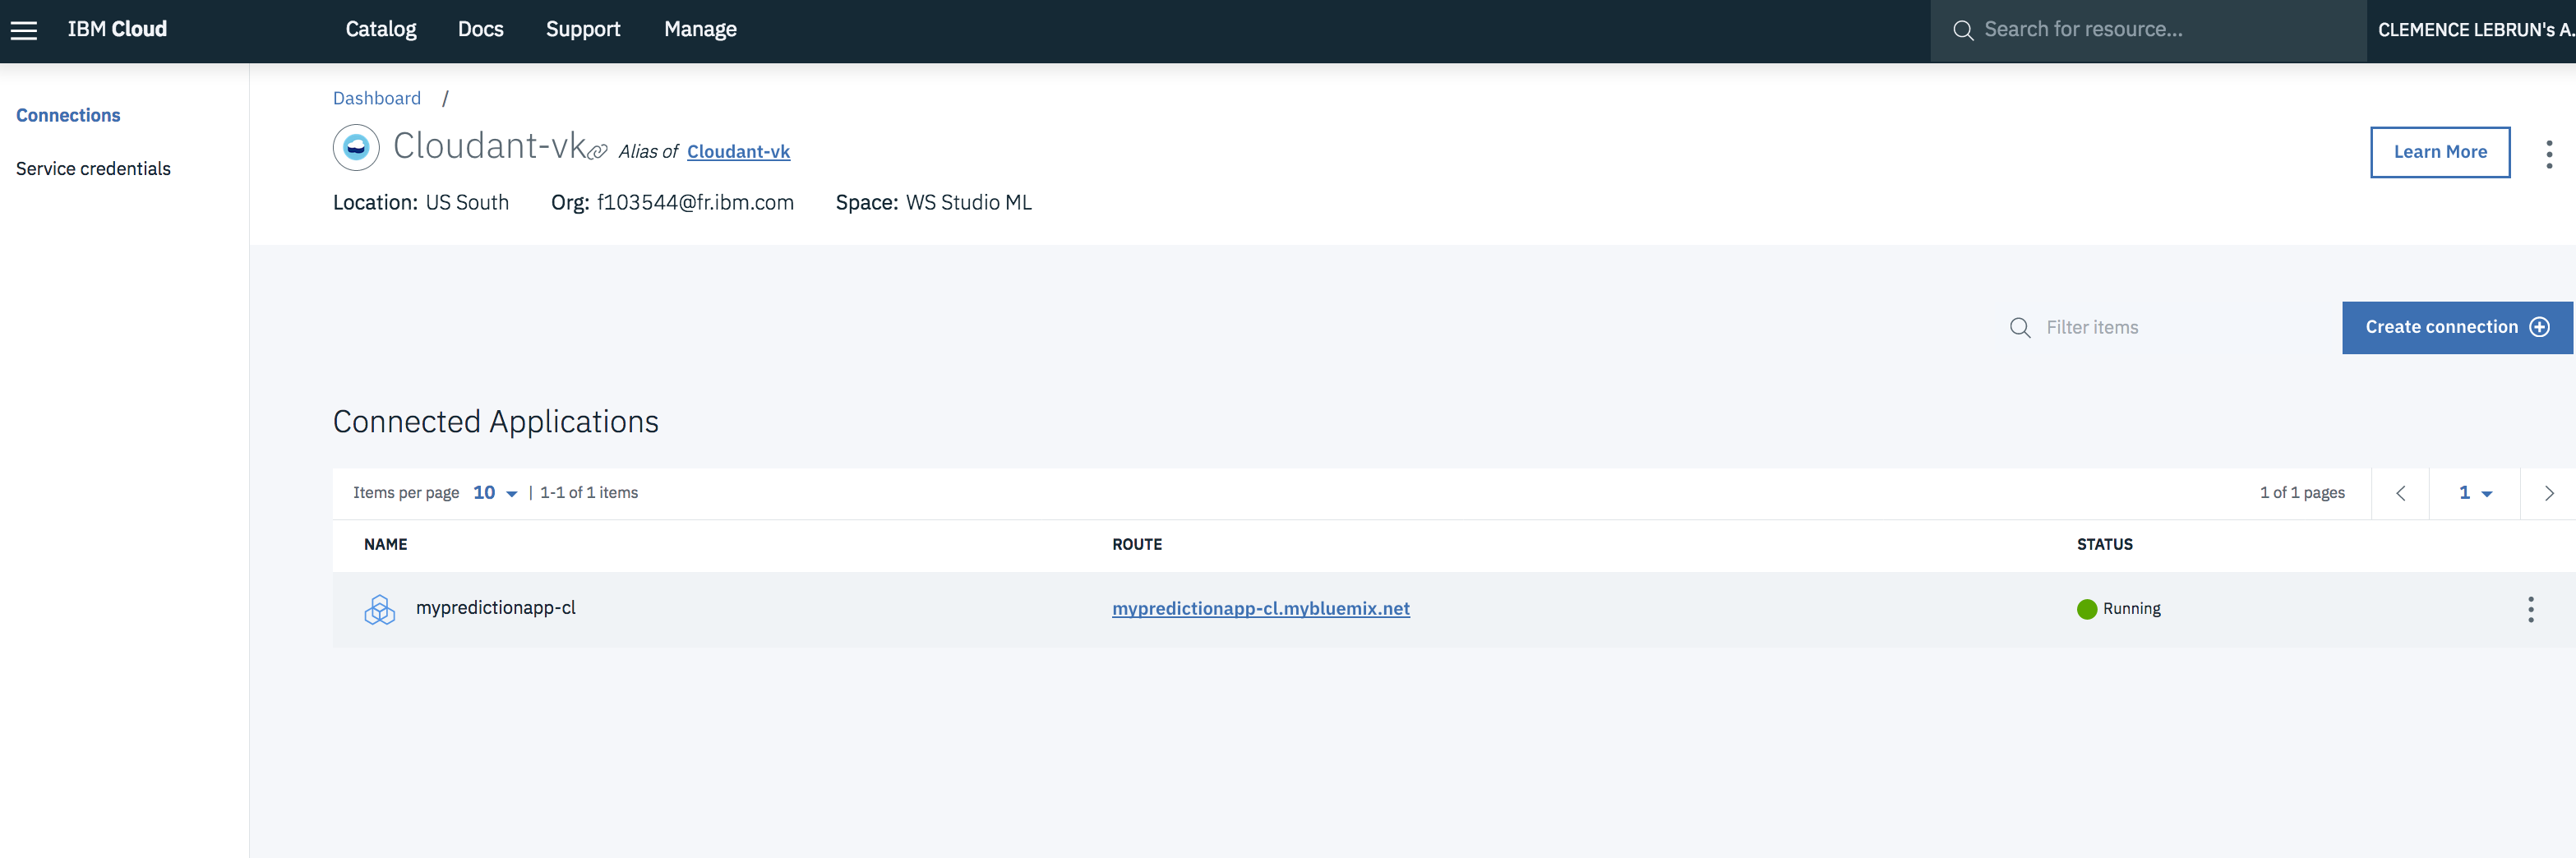 IBM Cloud Catalog Docs Support Manage Search for resource... CLEMENCE LEBRUN's A.
Connections
Service credentials
Dashboard /
Cloudant-vk Alias of Cloudant-vk
Learn More
Location: US South Org: f103544@fr.ibm.com Space: WS Studio ML
Filter items
Create connection
Connected Applications
Items per page 10 | 1-1 of 1 items 1 of 1 pages 1
NAME ROUTE STATUS
mypredictionapp-cl mypredictionapp-cl.mybluemix.net Running